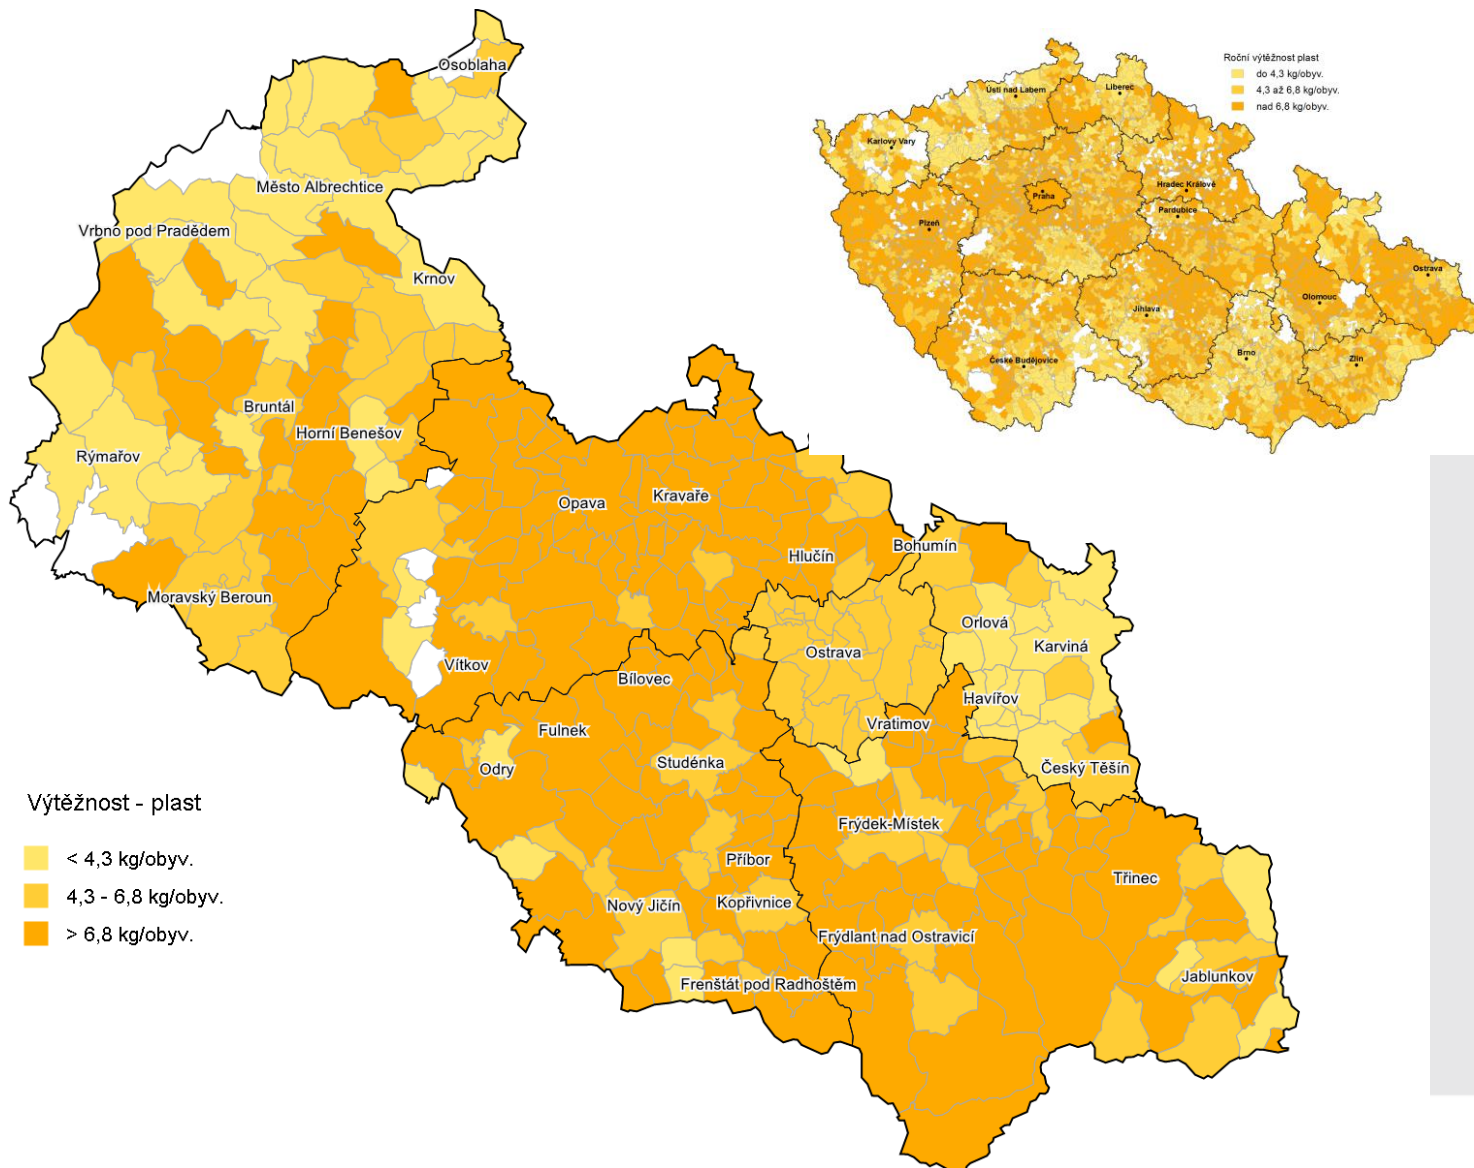 Osoblaha
Město Albrechtice
Vrbno pod Pradědem
Krnov
Bruntál
Horní Benešov
Rýmařov
Opava
Kravaře
Hlučín
Bohumín
Moravský Beroun
Orlová
Karviná
Ostrava
Vítkov
Bílovec
Havířov
Fulnek
Vratimov
Odry
Studénka
Český Těšín
Frýdek-Místek
Příbor
Třinec
Nový Jičín
Kopřivnice
Frýdlant nad Ostravicí
Frenštát pod Radhoštěm
Jablunkov
Výtěžnost - plast
< 4,3 kg/obyv.
4,3 - 6,8 kg/obyv.
> 6,8 kg/obyv.
Roční výtěžnost plast
do 4,3 kg/obyv.
4,3 až 6,8 kg/obyv.
nad 6,8 kg/obyv.
Ústí nad Labem
Liberec
Karlovy Vary
Hradec Králové
Praha
Pardubice
Plzeň
Ostrava
Olomouc
Jihlava
Brno
České Budějovice
Zlín